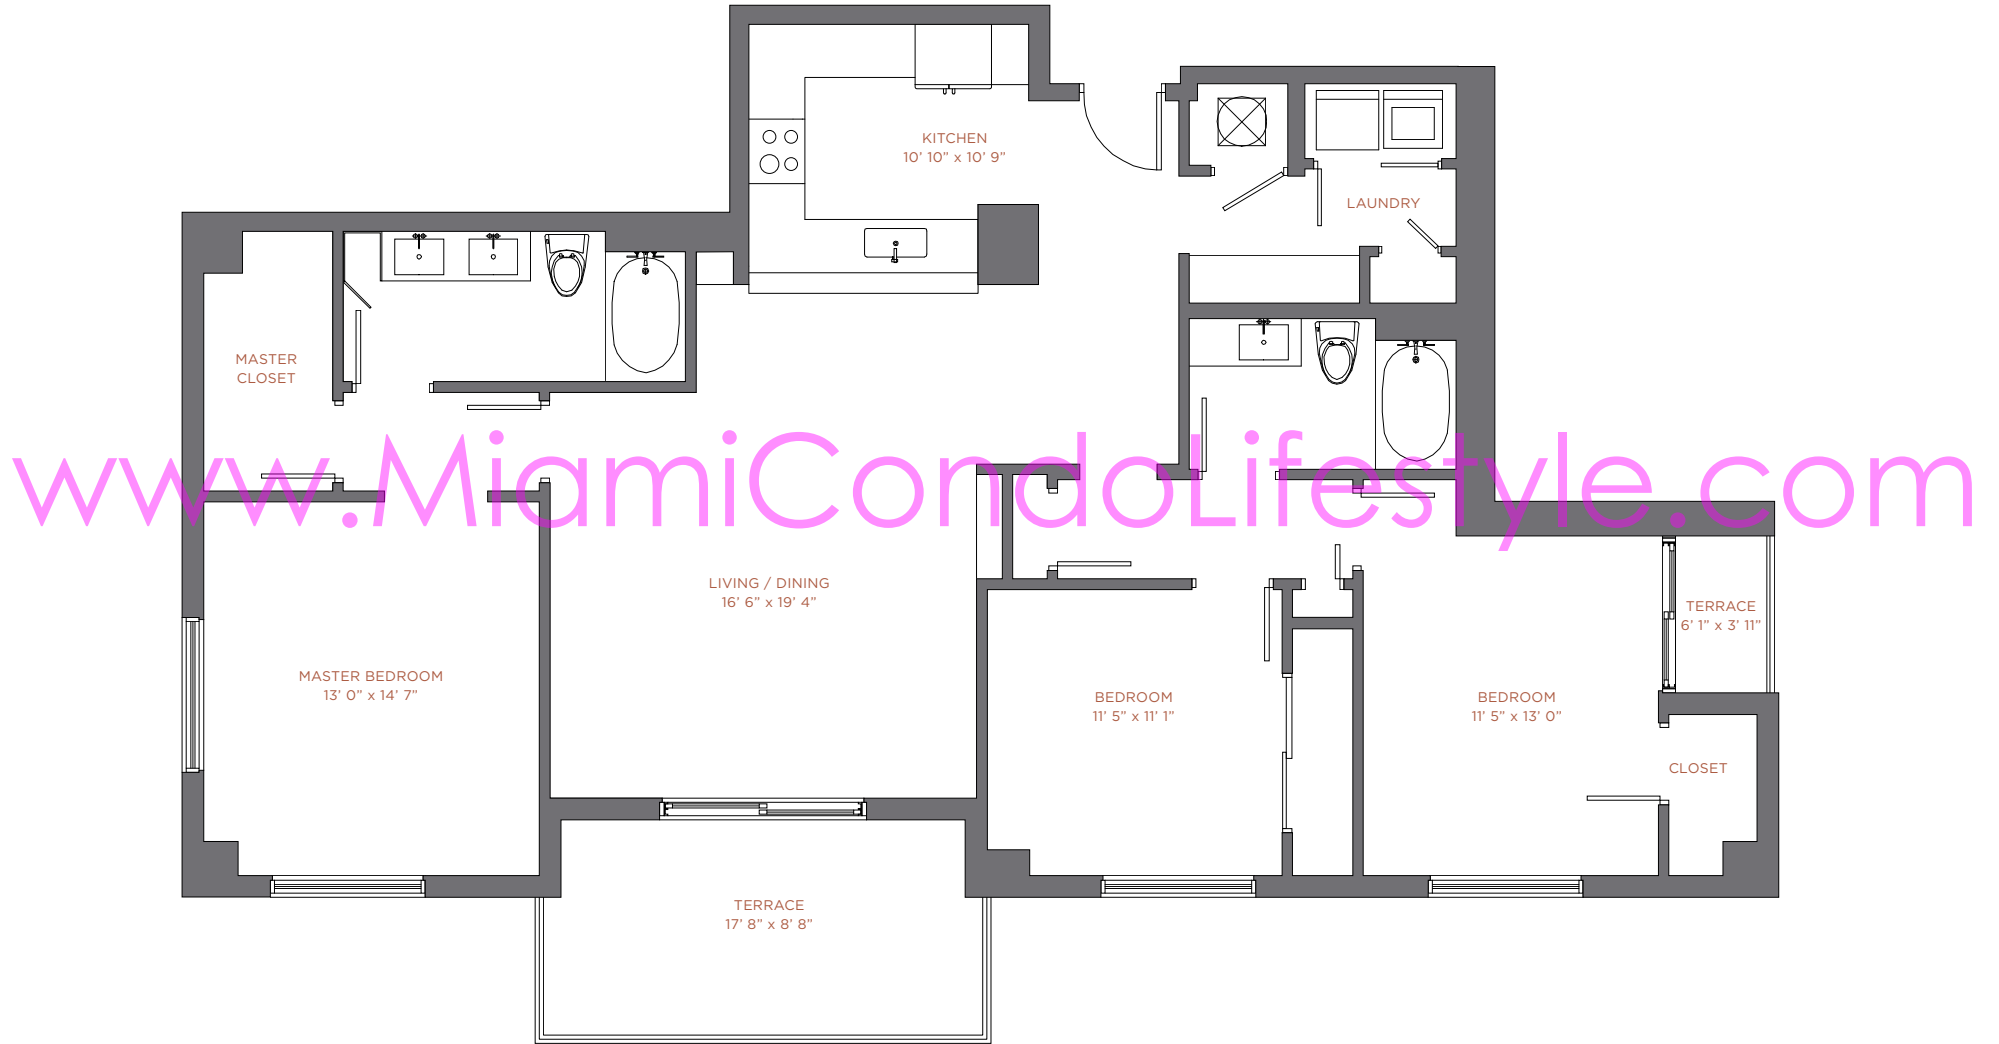 KITCHEN
10’ 10” x 10’ 9”
LAUNDRY
MASTER
CLOSET
www.MiamiCondoLifestyle.com
LIVING / DINING
16’ 6” x 19’ 4”
TERRACE
6’ 1” x 3’ 11”
MASTER BEDROOM
13’ 0” x 14’ 7”
BEDROOM
11’ 5” x 11’ 1”
BEDROOM
11’ 5” x 13’ 0”
CLOSET
TERRACE
17’ 8” x 8’ 8”